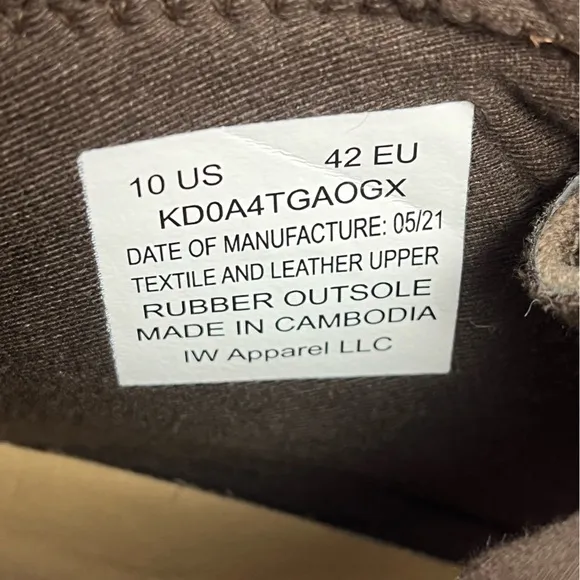 10 US 42 EU
KD0A4TGAOGX
DATE OF MANUFACTURE: 05/21
TEXTILE AND LEATHER UPPER
RUBBER OUTSOLE
MADE IN CAMBODIA
IW Apparel LLC